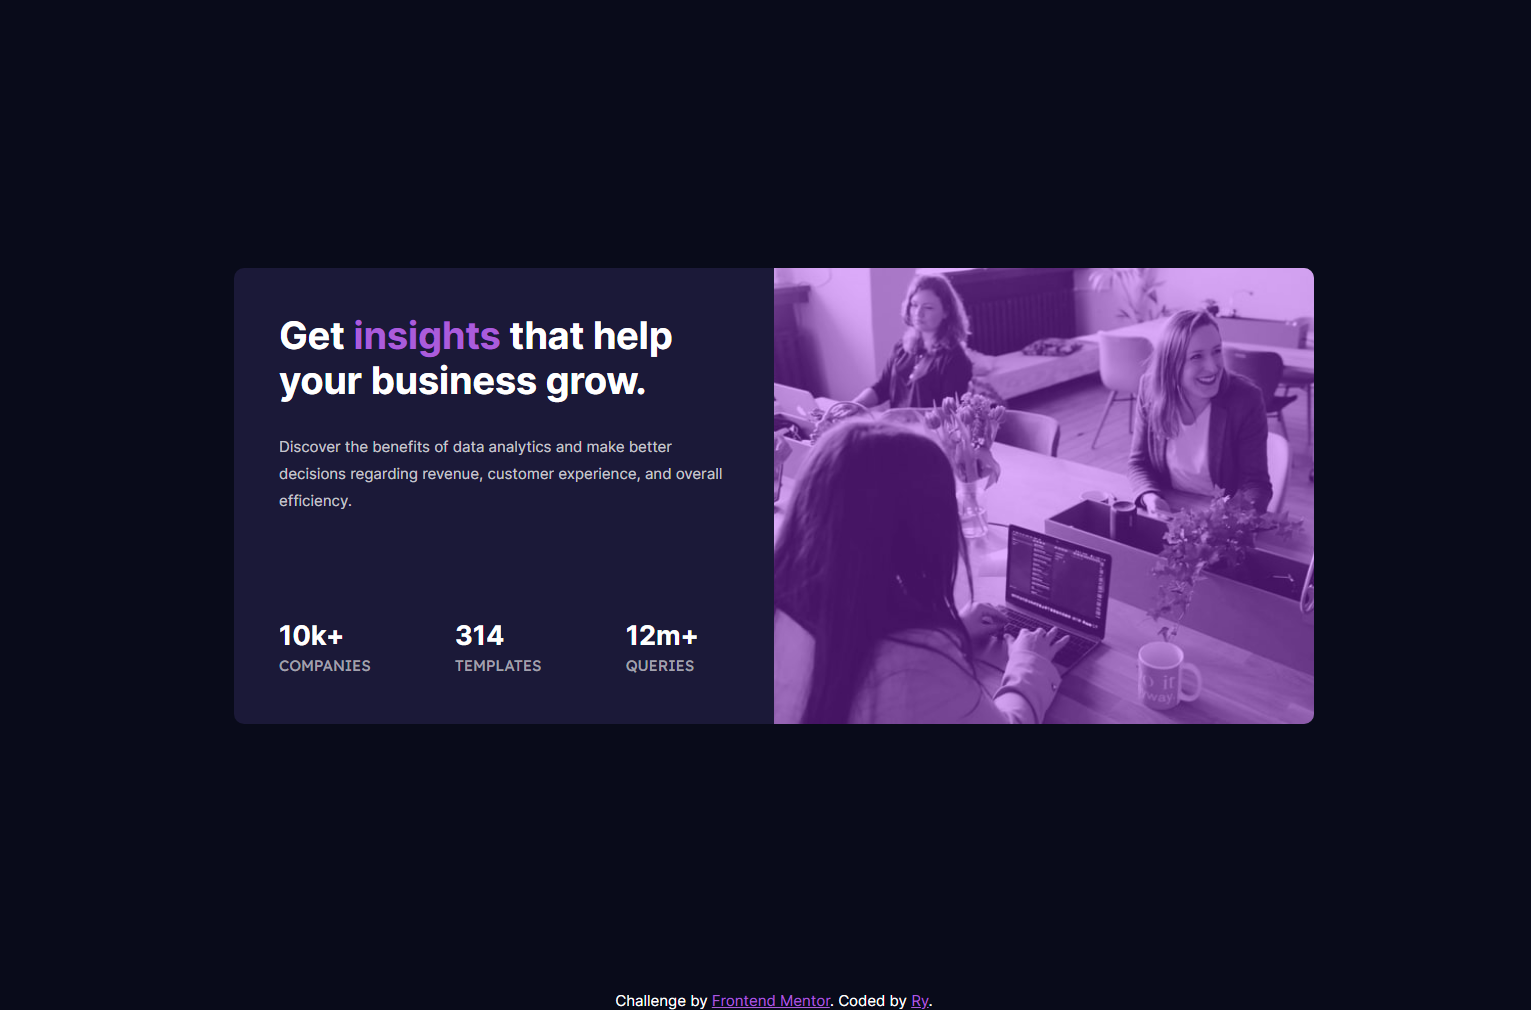 Get insights that help
your business grow.
Discover the benefits of data analytics and make better
decisions regarding revenue, customer experience, and overall
efficiency.
10k+ 314 12m+
COMPANIES TEMPLATES QUERIES
Challenge by Frontend Mentor. Coded by Ry.